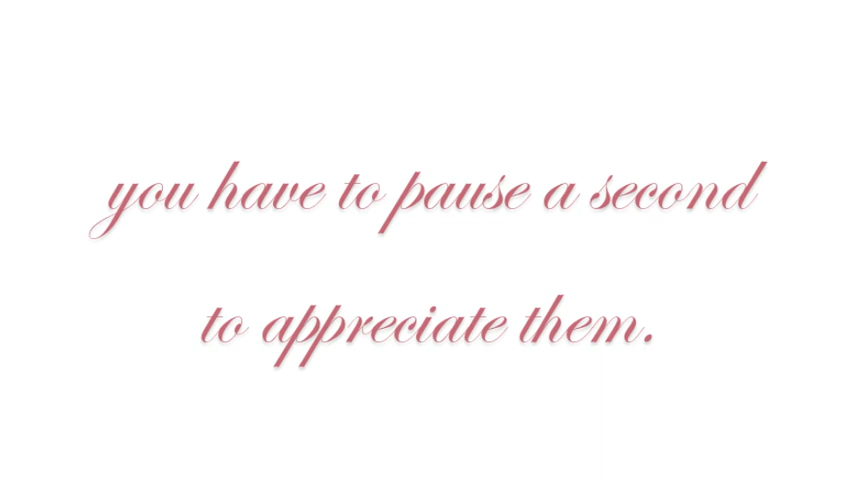 you have to pause a second
to appreciate them.